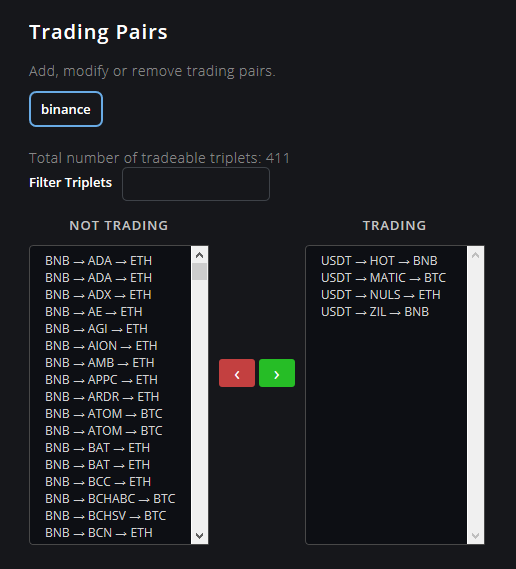 Trading Pairs
Add, modify or remove trading pairs.
binance
Total number of tradeable triplets: 411
Filter Triplets
NOT TRADING
BNB → ADA → ETH
BNB → ADA → ETH
BNB → ADX → ETH
BNB → AE → ETH
BNB → AGI → ETH
BNB → AION → ETH
BNB → AMB → ETH
BNB → APPC → ETH
BNB → ARDR → ETH
BNB → ATOM → BTC
BNB → ATOM → BTC
BNB → BAT → ETH
BNB → BAT → ETH
BNB → BCC → ETH
BNB → BCHABC → BTC
BNB → BCHSV → BTC
BNB → BCN → ETH
‹ ›
TRADING
USDT → HOT → BNB
USDT → MATIC → BTC
USDT → NULS → ETH
USDT → ZIL → BNB